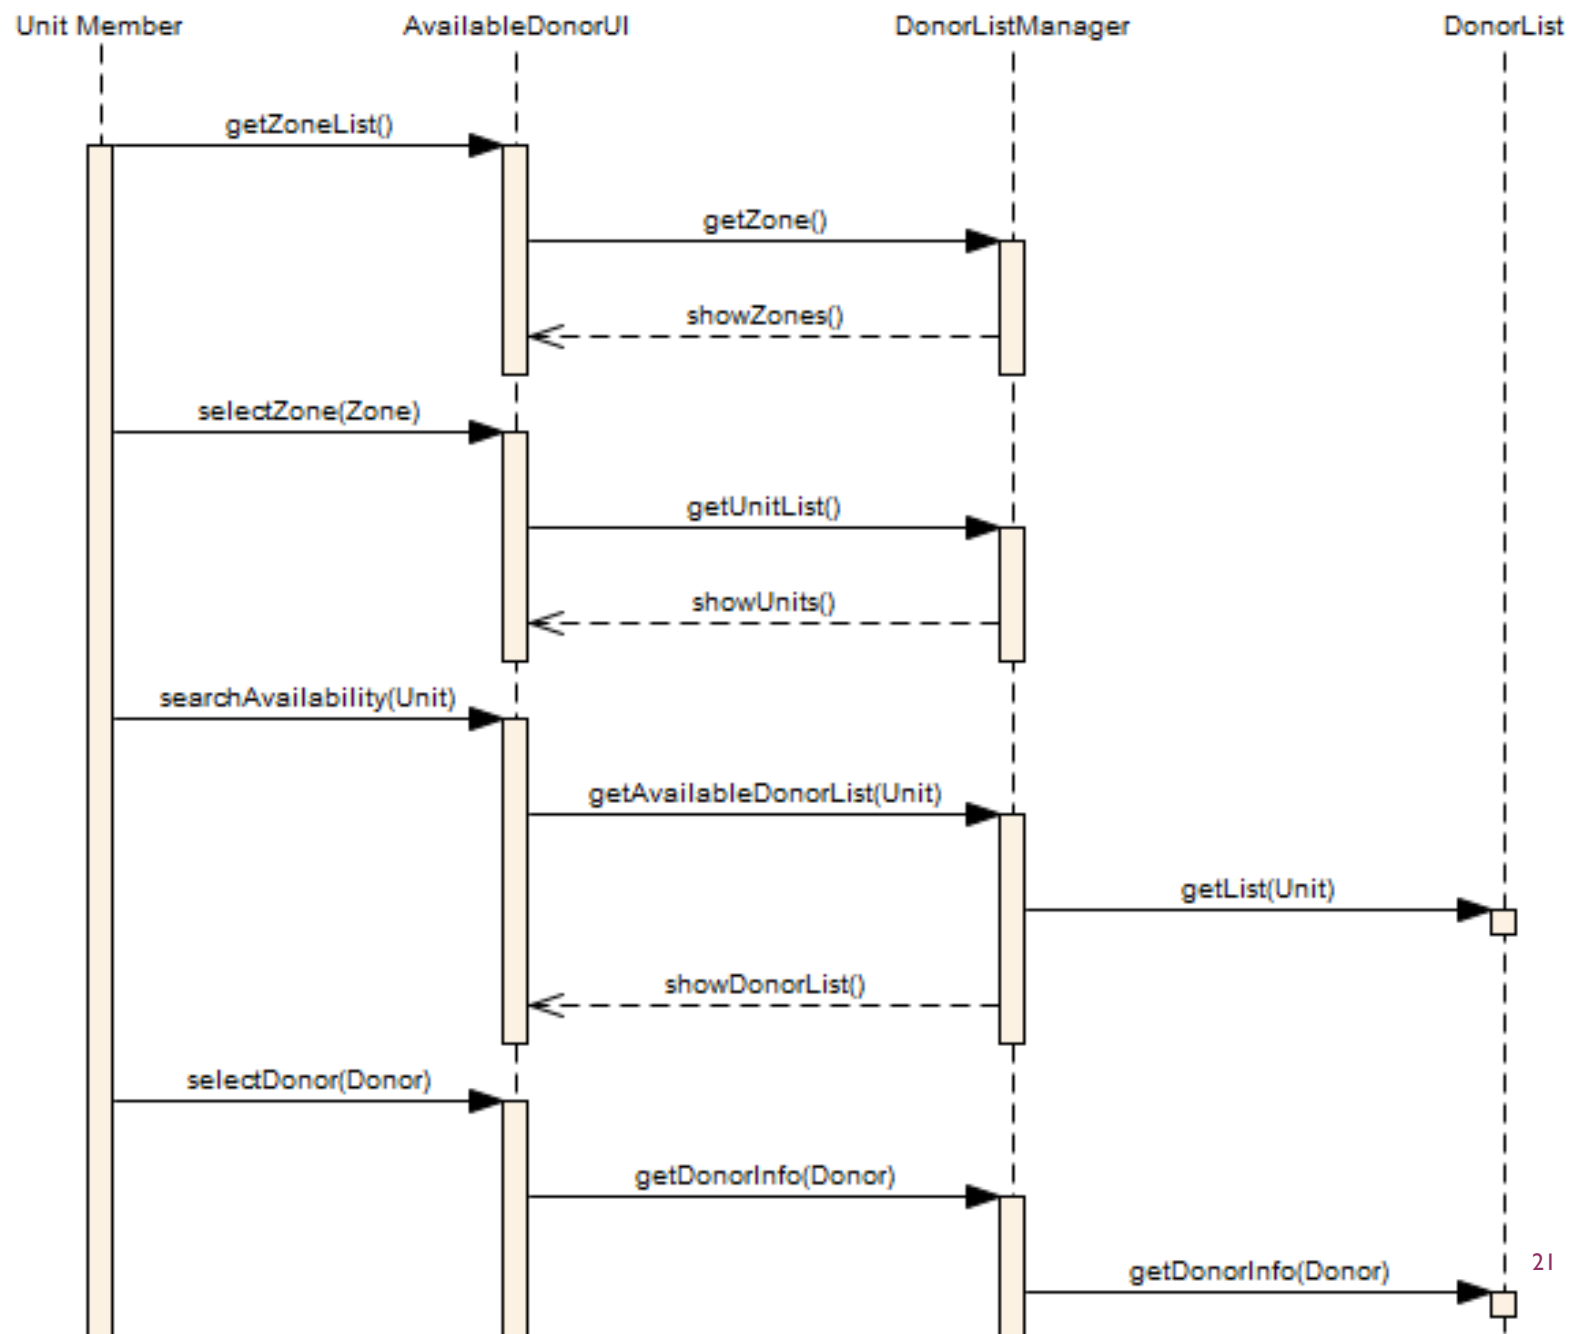 Unit Member
AvailableDonorUI
DonorListManager
DonorList
getZoneList()
getZone()
showZones()
selectZone(Zone)
getUnitList()
showUnits()
searchAvailability(Unit)
getAvailableDonorList(Unit)
getList(Unit)
showDonorList()
selectDonor(Donor)
getDonorInfo(Donor)
getDonorInfo(Donor)
21